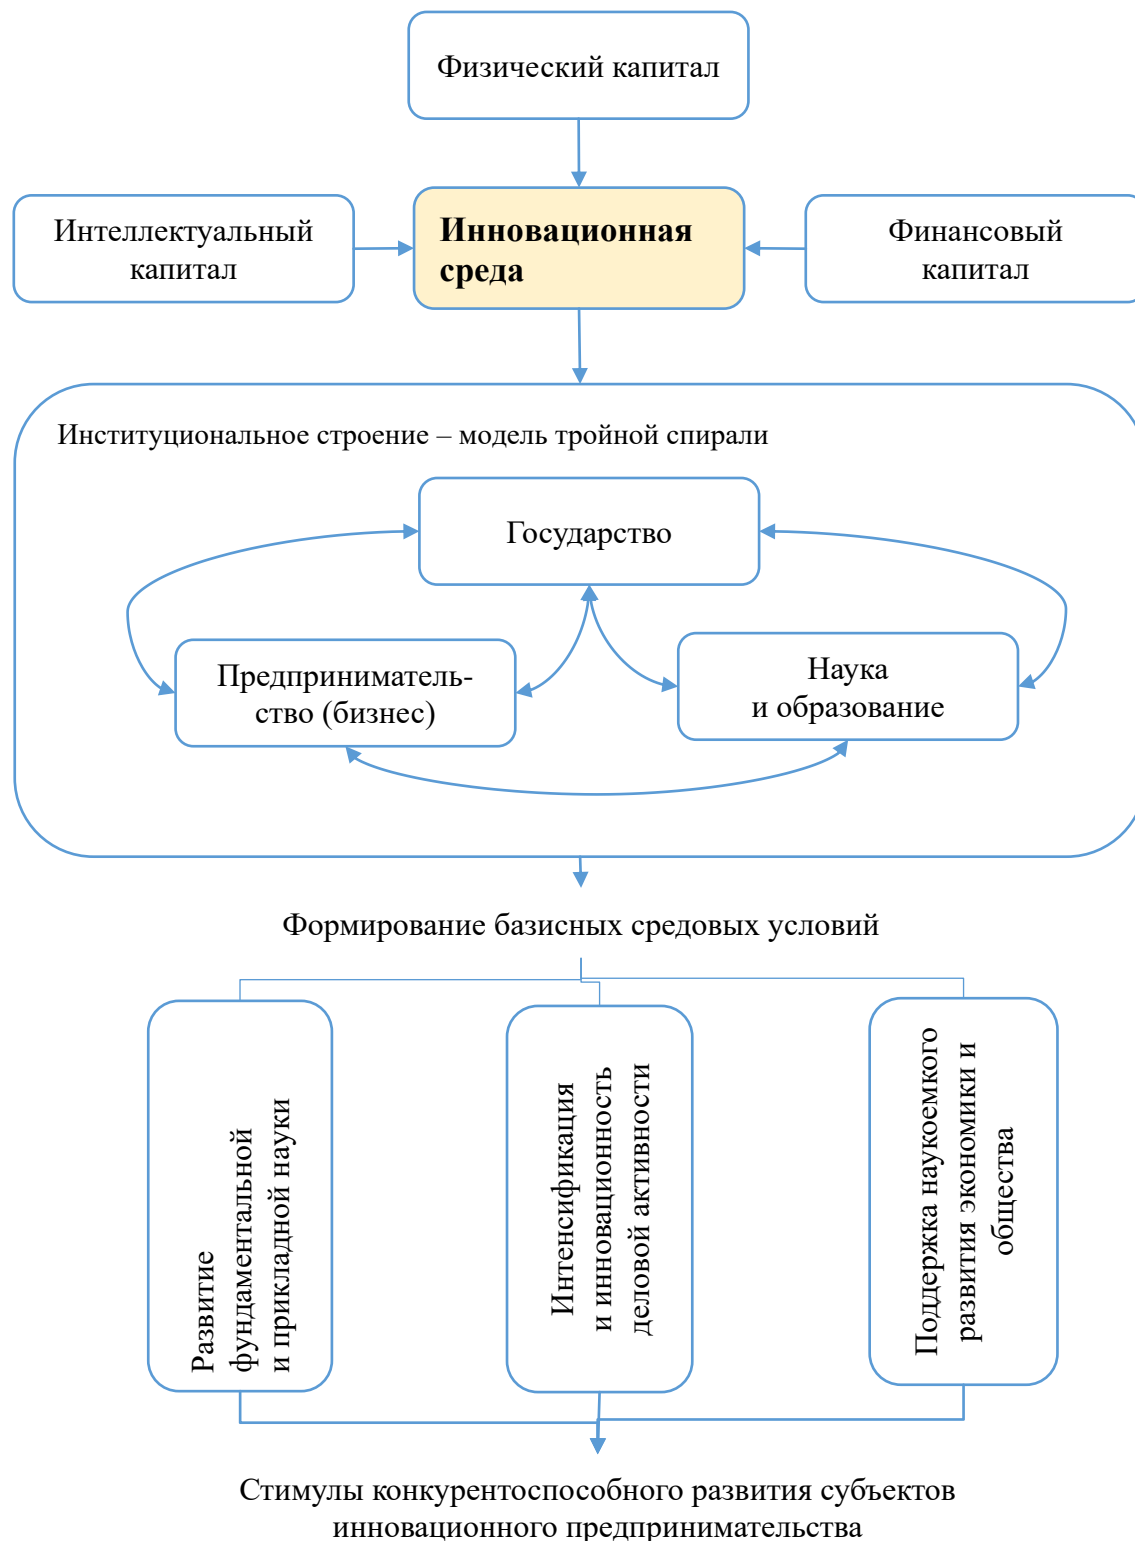 Физический капитал
Интеллектуальный
капитал
Инновационная
среда
Финансовый
капитал
Институциональное строение – модель тройной спирали
Государство
Предприниматель-
ство (бизнес)
Наука
и образование
Формирование базисных средовых условий
Развитие
фундаментальной
и прикладной науки
Интенсификация
и инновационность
деловой активности
Поддержка наукоемкого
развития экономики и
общества
Стимулы конкурентоспособного развития субъектов
инновационного предпринимательства